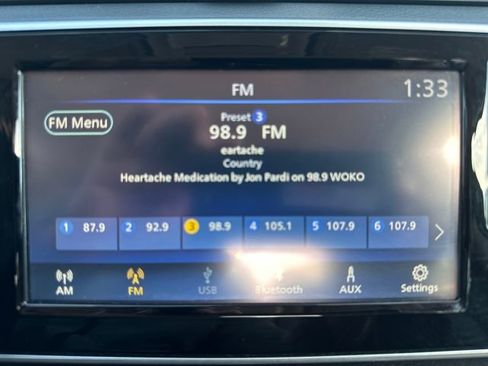 FM 1:33
Preset 3
FM Menu
98.9 FM
eartache
Country
Heartache Medication by Jon Pardi on 98.9 WOKO
1 87.9 2 92.9 3 98.9 4 105.1 5 107.9 6 107.9
AM FM USB Bluetooth AUX Settings